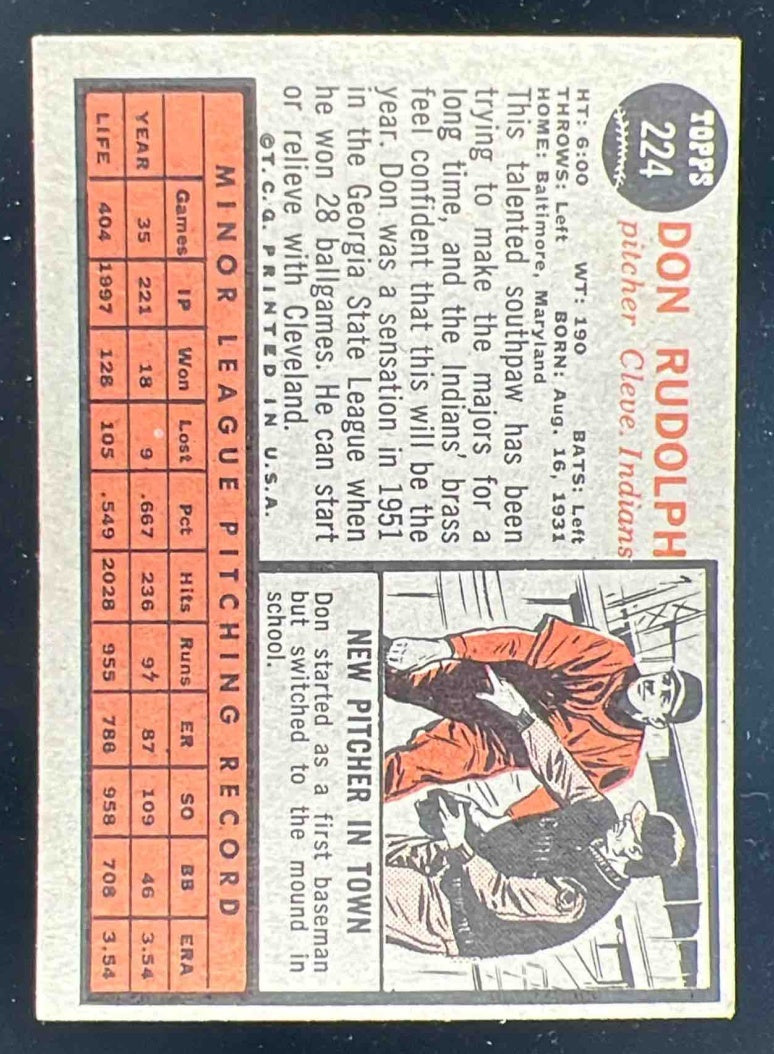 TOPPS
224
DON RUDOLPH
pitcher Cleve. Indians
HT: 6:00 WT: 190 BATS: Left
THROWS: Left BORN: Aug. 16, 1931
HOME: Baltimore, Maryland
This talented southpaw has been
trying to make the majors for a
long time, and the Indians' brass
feel confident that this will be the
year. Don was a sensation in 1951
in the Georgia State League when
he won 28 ballgames. He can start
or relieve with Cleveland.
©T.C.G. PRINTED IN U.S.A.
NEW PITCHER IN TOWN
Don started as a first baseman
but switched to the mound in
school.
MINOR LEAGUE PITCHING RECORD
Games IP Won Lost Pct Hits Runs ER SO BB ERA
YEAR 35 221 18 9 .667 236 97 87 109 46 3.54
LIFE 404 1997 128 105 .549 2028 955 786 958 708 3.54